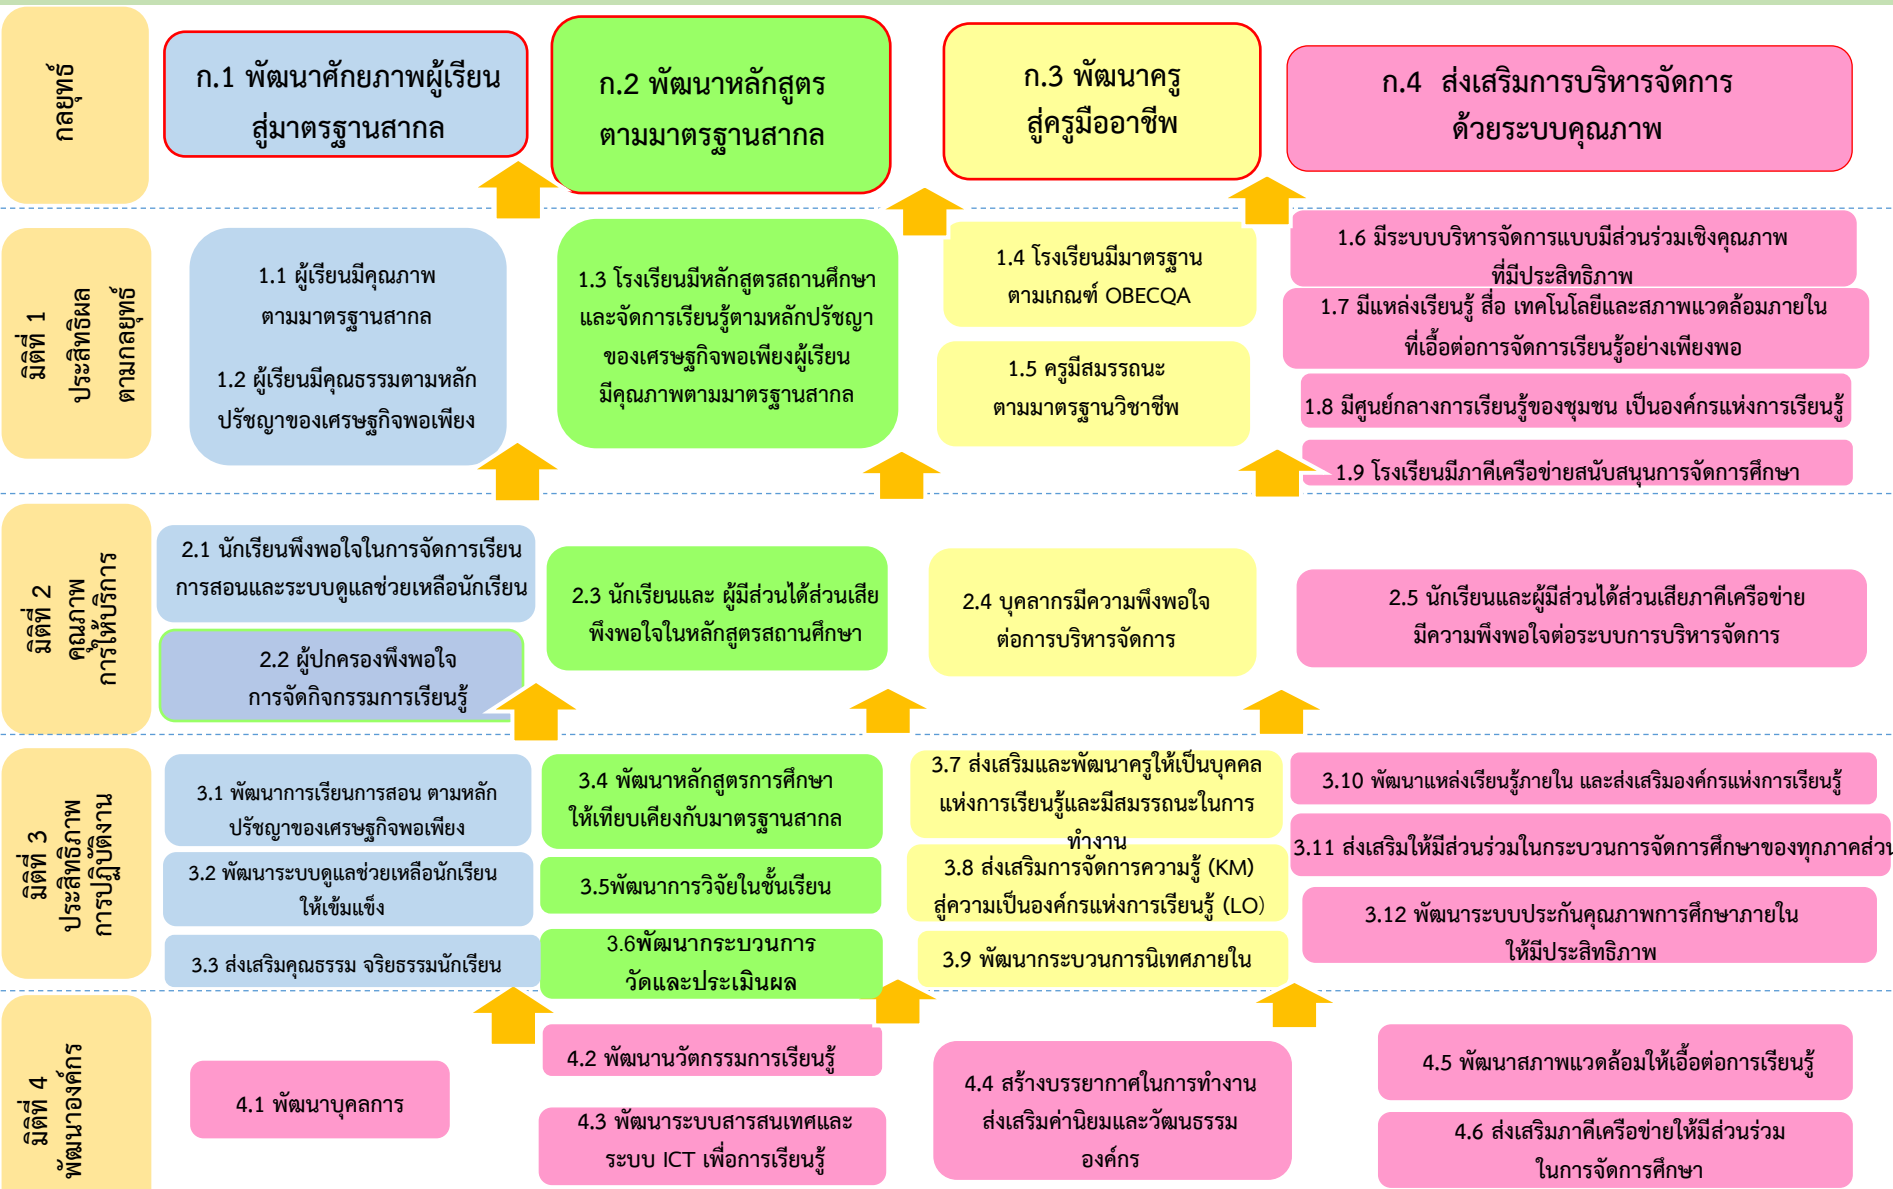 กลยุทธ์
ก.1 พัฒนาศักยภาพผู้เรียน
สู่มาตรฐานสากล
ก.2 พัฒนาหลักสูตร
ตามมาตรฐานสากล
ก.3 พัฒนาครู
สู่ครูมืออาชีพ
ก.4 ส่งเสริมการบริหารจัดการ
ด้วยระบบคุณภาพ
มิติที่ 1
ประสิทธิผล
ตามกลยุทธ์
1.1 ผู้เรียนมีคุณภาพ
ตามมาตรฐานสากล
1.2 ผู้เรียนมีคุณธรรมตามหลัก
ปรัชญาของเศรษฐกิจพอเพียง
1.3 โรงเรียนมีหลักสูตรสถานศึกษา
และจัดการเรียนรู้ตามหลักปรัชญา
ของเศรษฐกิจพอเพียงผู้เรียน
มีคุณภาพตามมาตรฐานสากล
1.4 โรงเรียนมีมาตรฐาน
ตามเกณฑ์ OBECQA
1.5 ครูมีสมรรถนะ
ตามมาตรฐานวิชาชีพ
1.6 มีระบบบริหารจัดการแบบมีส่วนร่วมเชิงคุณภาพ
ที่มีประสิทธิภาพ
1.7 มีแหล่งเรียนรู้ สื่อ เทคโนโลยีและสภาพแวดล้อมภายใน
ที่เอื้อต่อการจัดการเรียนรู้อย่างเพียงพอ
1.8 มีศูนย์กลางการเรียนรู้ของชุมชน เป็นองค์กรแห่งการเรียนรู้
1.9 โรงเรียนมีภาคีเครือข่ายสนับสนุนการจัดการศึกษา
มิติที่ 2
คุณภาพ
การให้บริการ
2.1 นักเรียนพึงพอใจในการจัดการเรียน
การสอนและระบบดูแลช่วยเหลือนักเรียน
2.2 ผู้ปกครองพึงพอใจ
การจัดกิจกรรมการเรียนรู้
2.3 นักเรียนและ ผู้มีส่วนได้ส่วนเสีย
พึงพอใจในหลักสูตรสถานศึกษา
2.4 บุคลากรมีความพึงพอใจ
ต่อการบริหารจัดการ
2.5 นักเรียนและผู้มีส่วนได้ส่วนเสียภาคีเครือข่าย
มีความพึงพอใจต่อระบบการบริหารจัดการ
มิติที่ 3
ประสิทธิภาพ
การปฏิบัติงาน
3.1 พัฒนาการเรียนการสอน ตามหลัก
ปรัชญาของเศรษฐกิจพอเพียง
3.2 พัฒนาระบบดูแลช่วยเหลือนักเรียน
ให้เข้มแข็ง
3.3 ส่งเสริมคุณธรรม จริยธรรมนักเรียน
3.4 พัฒนาหลักสูตรการศึกษา
ให้เทียบเคียงกับมาตรฐานสากล
3.5พัฒนาการวิจัยในชั้นเรียน
3.6พัฒนากระบวนการ
วัดและประเมินผล
3.7 ส่งเสริมและพัฒนาครูให้เป็นบุคคล
แห่งการเรียนรู้และมีสมรรถนะในการ
ทำงาน
3.8 ส่งเสริมการจัดการความรู้ (KM)
สู่ความเป็นองค์กรแห่งการเรียนรู้ (LO)
3.9 พัฒนากระบวนการนิเทศภายใน
3.10 พัฒนาแหล่งเรียนรู้ภายใน และส่งเสริมองค์กรแห่งการเรียนรู้
3.11 ส่งเสริมให้มีส่วนร่วมในกระบวนการจัดการศึกษาของทุกภาคส่วน
3.12 พัฒนาระบบประกันคุณภาพการศึกษาภายใน
ให้มีประสิทธิภาพ
มิติที่ 4
พัฒนาองค์กร
4.1 พัฒนาบุคลการ
4.2 พัฒนานวัตกรรมการเรียนรู้
4.3 พัฒนาระบบสารสนเทศและ
ระบบ ICT เพื่อการเรียนรู้
4.4 สร้างบรรยากาศในการทำงาน
ส่งเสริมค่านิยมและวัฒนธรรม
องค์กร
4.5 พัฒนาสภาพแวดล้อมให้เอื้อต่อการเรียนรู้
4.6 ส่งเสริมภาคีเครือข่ายให้มีส่วนร่วม
ในการจัดการศึกษา